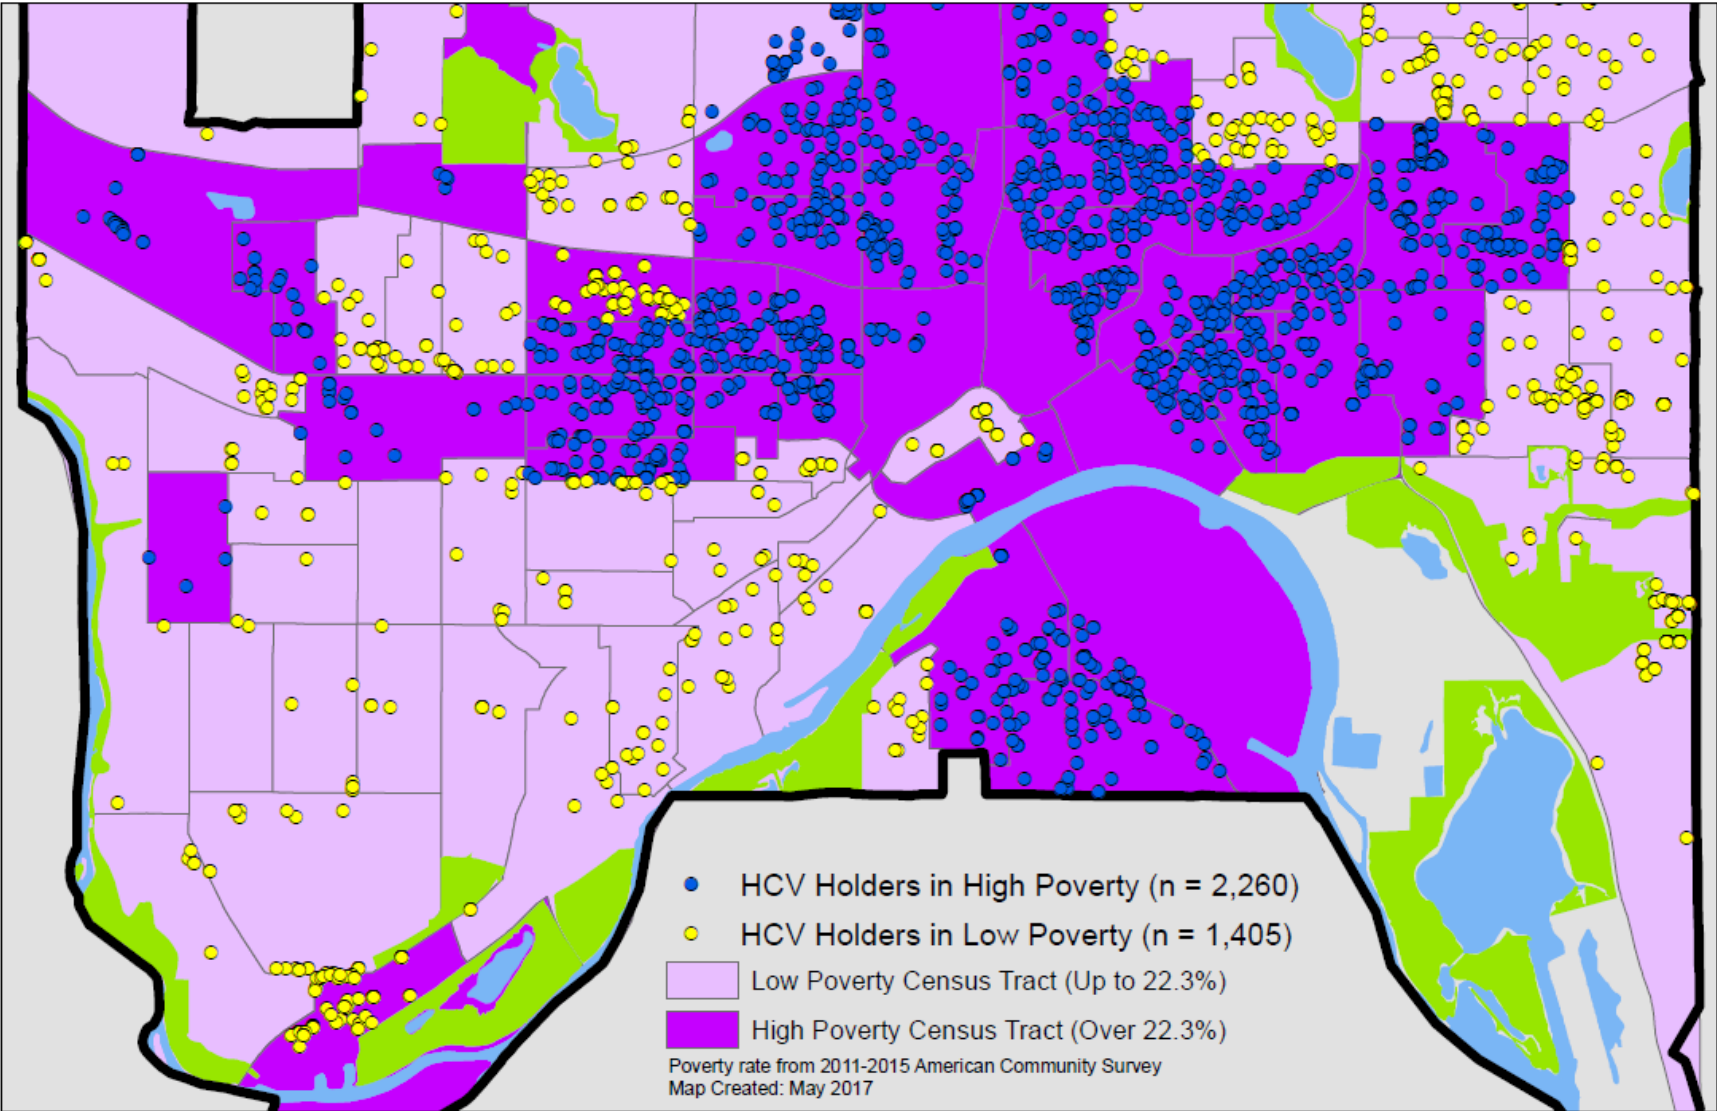 HCV Holders in High Poverty (n = 2,260)
HCV Holders in Low Poverty (n = 1,405)
Low Poverty Census Tract (Up to 22.3%)
High Poverty Census Tract (Over 22.3%)
Poverty rate from 2011-2015 American Community Survey
Map Created: May 2017